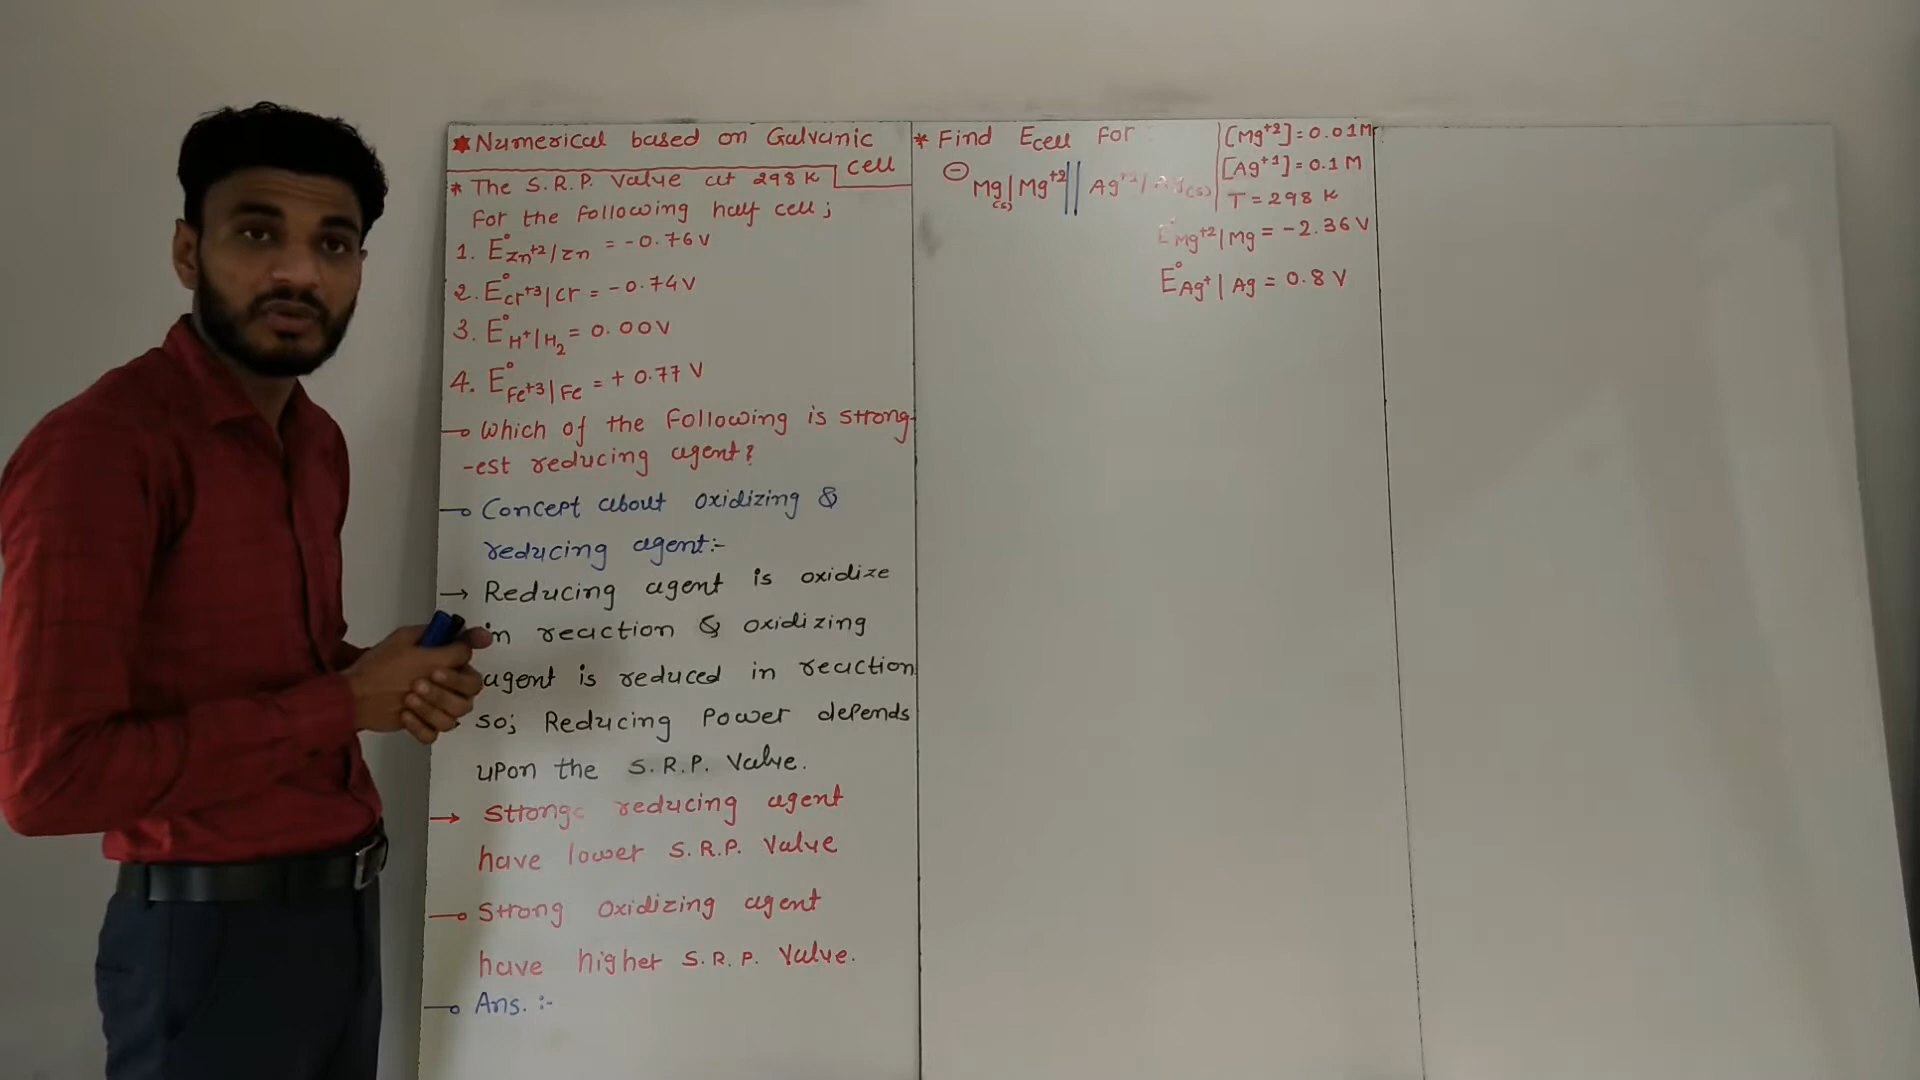 * Numerical based on Galvanic
cell
* The S.R.P. Value at 298 K
for the following half cell;
1. E°Zn+2/Zn = -0.76 V
2. E°Cr+3/Cr = -0.74 V
3. E°H+/H2 = 0.00 V
4. E°Fe+3/Fe = + 0.77 V
Which of the following is strong-
-est reducing agent?
Concept about oxidizing &
reducing agent:-
→ Reducing agent is oxidize
in reaction & oxidizing
agent is reduced in reaction
so; Reducing Power depends
upon the S.R.P. Value.
→ Strong reducing agent
have lower S.R.P. Value
Strong oxidizing agent
have higher S.R.P. Value.
Ans. :-
* Find Ecell for
⊖ Mg(s) | Mg+2 || / (s)
[Mg+2] = 0.01 M
[Ag+1] = 0.1 M
T = 298 K
E°Mg+2/Mg = -2.36 V
E°Ag+ | Ag = 0.8 V